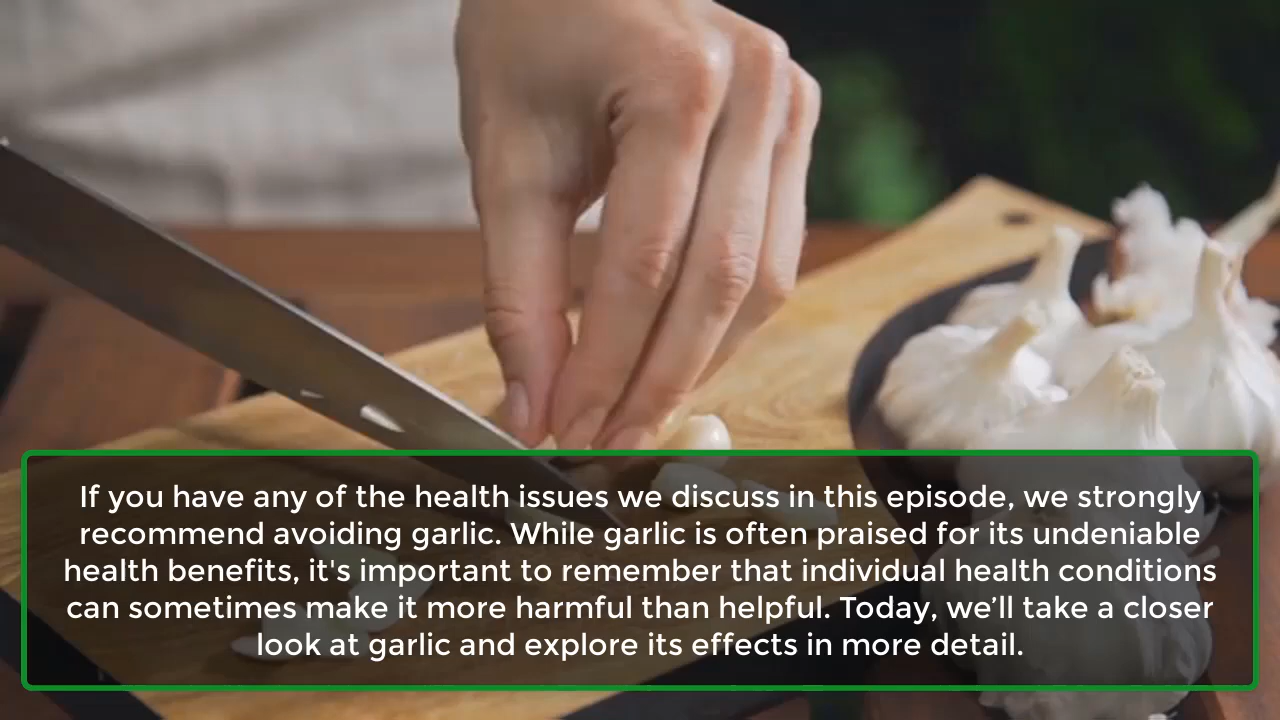 If you have any of the health issues we discuss in this episode, we strongly
recommend avoiding garlic. While garlic is often praised for its undeniable
health benefits, it's important to remember that individual health conditions
can sometimes make it more harmful than helpful. Today, we’ll take a closer
look at garlic and explore its effects in more detail.